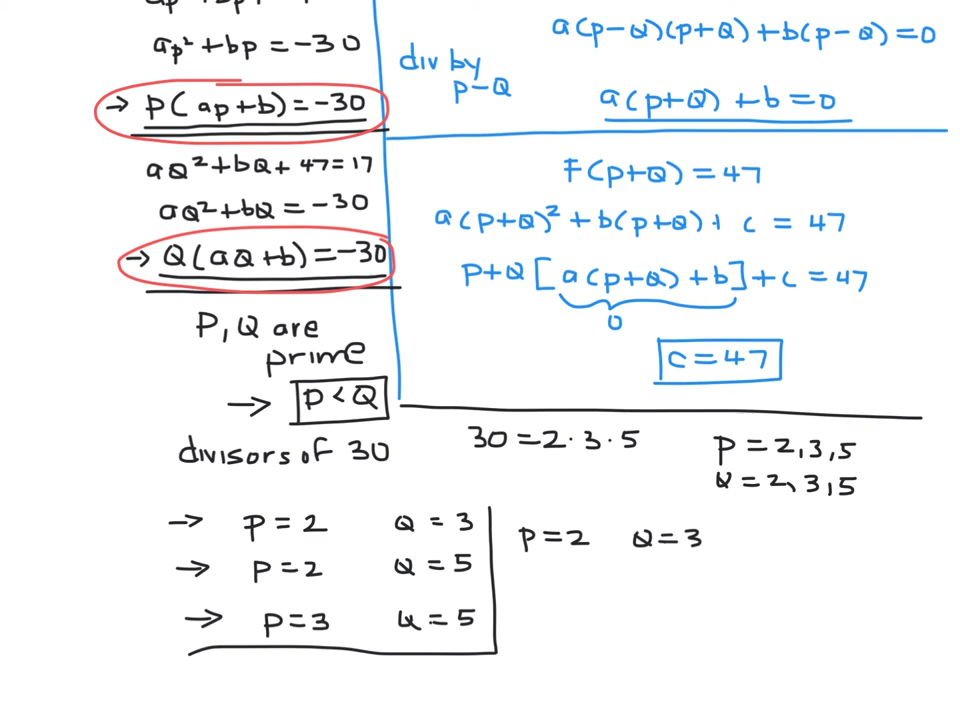 ap² + bp = -30
→ P(ap+b) = -30
aQ² + bQ + 47 = 17
aQ² + bQ = -30
→ Q(aQ+b) = -30
P, Q are
prime
→ P < Q
divisors of 30
a(p-Q)(p+Q) + b(p-Q) = 0
div by
p-Q
a(p+Q) + b = 0
F(p+Q) = 47
a(p+Q)² + b(p+Q) + c = 47
p+Q [a(p+Q) + b] + c = 47
0
c = 47
30 = 2·3·5
P = 2,3,5
Q = 2,3,5
→ P = 2 Q = 3
→ P = 2 Q = 5
→ P = 3 Q = 5
P = 2 Q = 3